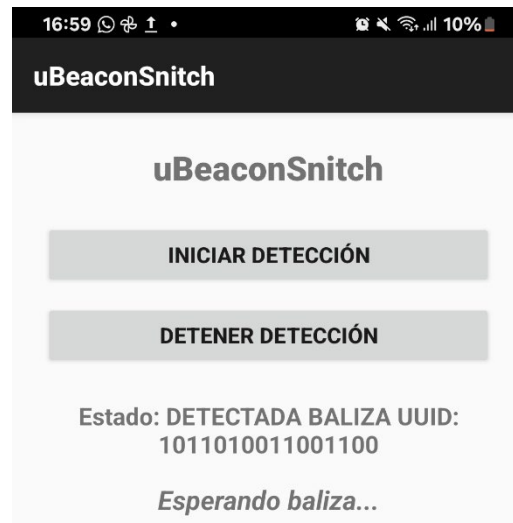 16:59
10%
uBeaconSnitch
uBeaconSnitch
INICIAR DETECCIÓN
DETENER DETECCIÓN
Estado: DETECTADA BALIZA UUID:
1011010011001100
Esperando baliza...